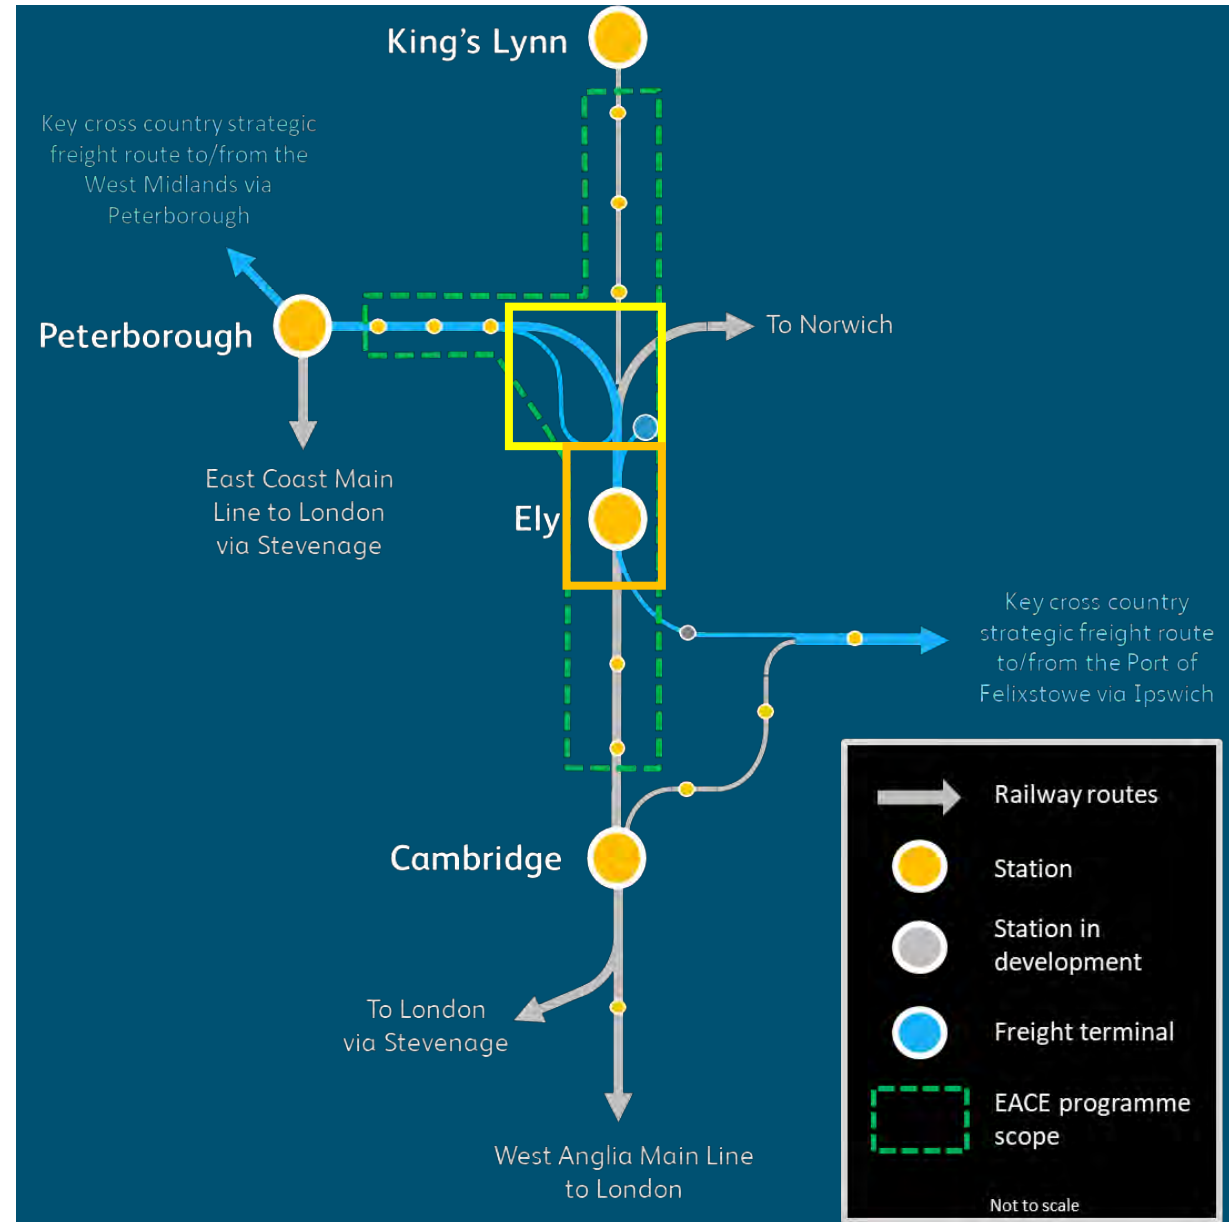 King's Lynn
Key cross country strategic
freight route to/from the
West Midlands via
Peterborough
Peterborough
To Norwich
East Coast Main
Line to London
via Stevenage
Ely
Key cross country
strategic freight route
to/from the Port of
Felixstowe via Ipswich
Cambridge
To London
via Stevenage
West Anglia Main Line
to London
Railway routes
Station
Station in
development
Freight terminal
EACE programme
scope
Not to scale